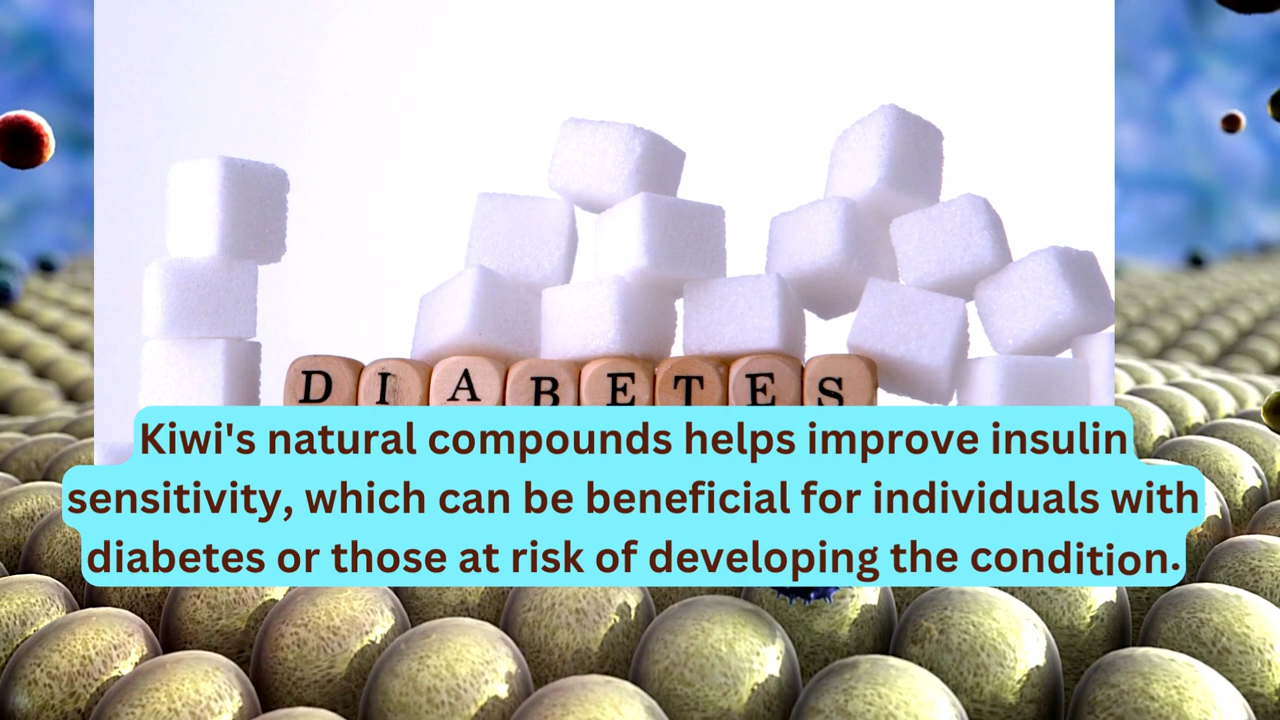 DIABETES
Kiwi's natural compounds helps improve insulin
sensitivity, which can be beneficial for individuals with
diabetes or those at risk of developing the condition.